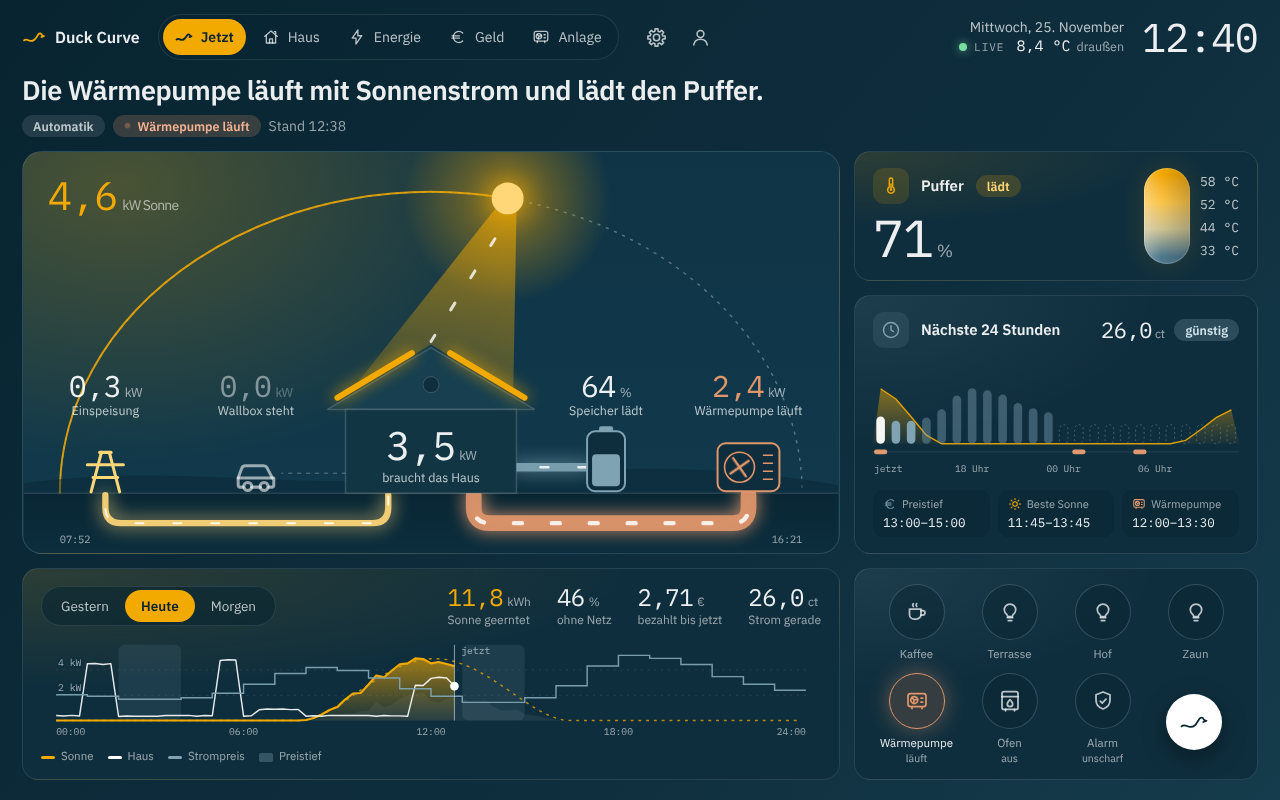 Duck Curve
Jetzt
Haus
Energie
Geld
Anlage
Mittwoch, 25. November
LIVE 8,4 °C draußen
12:40
Die Wärmepumpe läuft mit Sonnenstrom und lädt den Puffer.
Automatik
Wärmepumpe läuft
Stand 12:38
4,6 kW Sonne
0,3 kW
Einspeisung
0,0 kW
Wallbox steht
64 %
Speicher lädt
2,4 kW
Wärmepumpe läuft
3,5 kW
braucht das Haus
07:52
16:21
Puffer
lädt
71 %
58 °C
52 °C
44 °C
33 °C
Nächste 24 Stunden
26,0 ct
günstig
jetzt
18 Uhr
00 Uhr
06 Uhr
Preistief
13:00–15:00
Beste Sonne
11:45–13:45
Wärmepumpe
12:00–13:30
Gestern
Heute
Morgen
11,8 kWh
Sonne geerntet
46 %
ohne Netz
2,71 €
bezahlt bis jetzt
26,0 ct
Strom gerade
4 kW
2 kW
jetzt
00:00
06:00
12:00
18:00
24:00
Sonne
Haus
Strompreis
Preistief
Kaffee
Terrasse
Hof
Zaun
Wärmepumpe
läuft
Ofen
aus
Alarm
unscharf